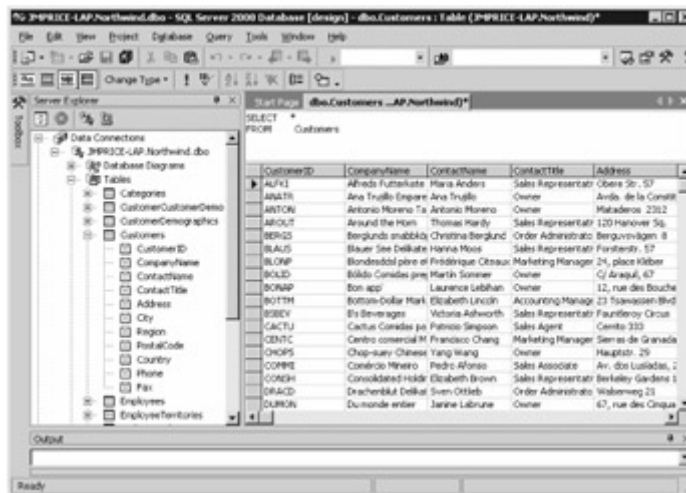 JMPRICE-LAP.Northwind.dbo - SQL Server 2000 Database [design] - dbo.Customers : Table (JMPRICE-LAP.Northwind)*
File Edit View Project Database Query Tools Window Help
Change Type
Server Explorer
Toolbox
Start Page dbo.Customers ...AP.Northwind)*
SELECT *
FROM Customers
Data Connections
JMPRICE-LAP.Northwind.dbo
Database Diagrams
Tables
Categories
CustomerCustomerDemo
CustomerDemographics
Customers
CustomerID
CompanyName
ContactName
ContactTitle
Address
City
Region
PostalCode
Country
Phone
Fax
Employees
EmployeeTerritories
CustomerID CompanyName ContactName ContactTitle Address
ALFKI Alfreds Futterkiste Maria Anders Sales Representati Obere Str. 57
ANATR Ana Trujillo Empare Ana Trujillo Owner Avda. de la Constit
ANTON Antonio Moreno Ta Antonio Moreno Owner Mataderos 2312
AROUT Around the Horn Thomas Hardy Sales Representati 120 Hanover Sq.
BERGS Berglunds snabbköp Christina Berglund Order Administrato Berguvsvägen 8
BLAUS Blauer See Delikate Hanna Moos Sales Representati Forsterstr. 57
BLONP Blondesddsl père et Frédérique Citeaux Marketing Manager 24, place Kléber
BOLID Bólido Comidas prep Martín Sommer Owner C/ Araquil, 67
BONAP Bon app' Laurence Lebihan Owner 12, rue des Bouche
BOTTM Bottom-Dollar Mark Elizabeth Lincoln Accounting Manage 23 Tsawassen Blvd
BSBEV B's Beverages Victoria Ashworth Sales Representati Fauntleroy Circus
CACTU Cactus Comidas pa Patricio Simpson Sales Agent Cerrito 333
CENTC Centro comercial M Francisco Chang Marketing Manager Sierras de Granada
CHOPS Chop-suey Chinese Yang Wang Owner Hauptstr. 29
COMMI Comércio Mineiro Pedro Afonso Sales Associate Av. dos Lusíadas, 2
CONSH Consolidated Holdi Elizabeth Brown Sales Representati Berkeley Gardens 1
DRACD Drachenblut Delikat Sven Ottlieb Order Administrato Walserweg 21
DUMON Du monde entier Janine Labrune Owner 67, rue des Cinqua
Output
Ready